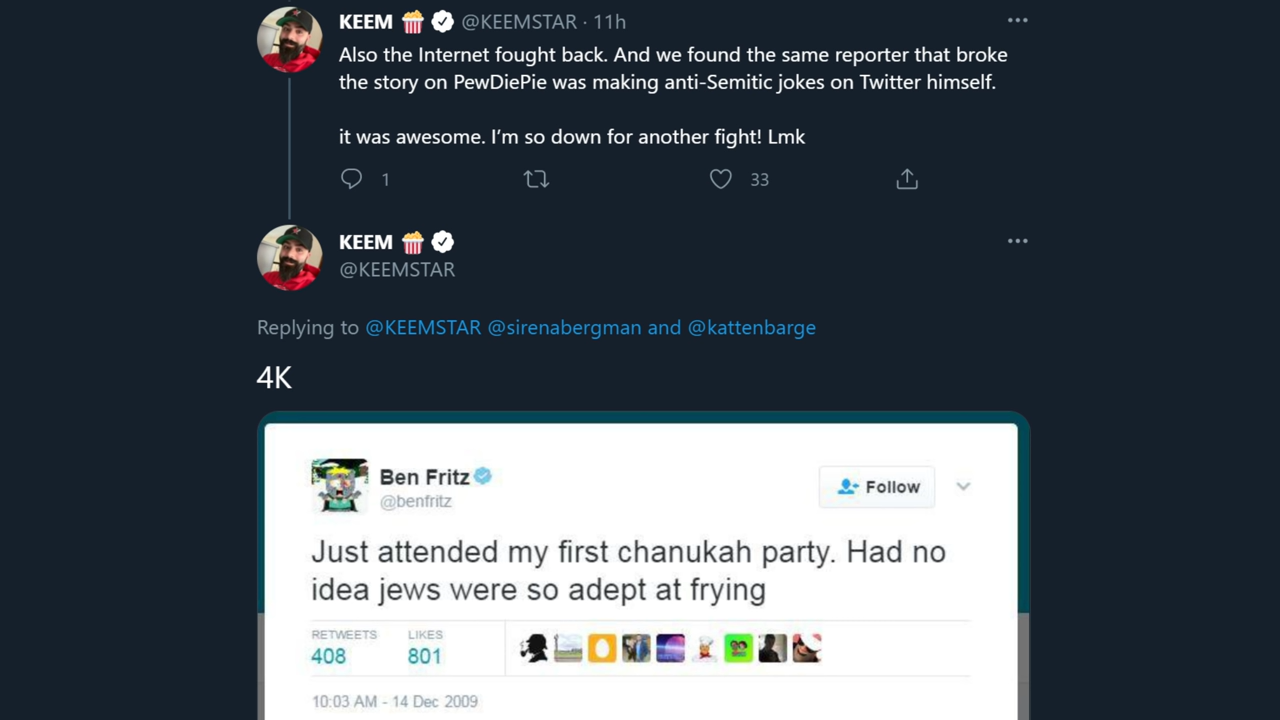 KEEM 🍿 @KEEMSTAR · 11h
Also the Internet fought back. And we found the same reporter that broke
the story on PewDiePie was making anti-Semitic jokes on Twitter himself.
it was awesome. I'm so down for another fight! Lmk
1 33
KEEM 🍿
@KEEMSTAR
Replying to @KEEMSTAR @sirenabergman and @kattenbarge
4K
Ben Fritz
@benfritz
Follow
Just attended my first chanukah party. Had no
idea jews were so adept at frying
RETWEETS LIKES
408 801
10:03 AM - 14 Dec 2009